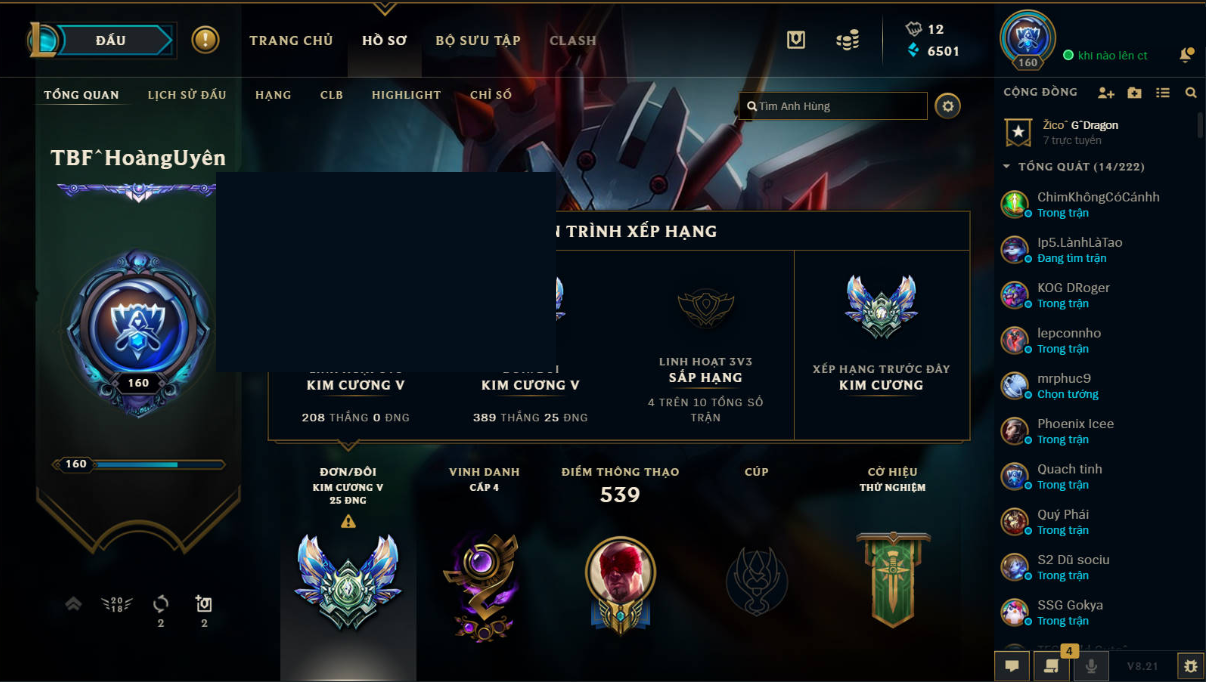 ĐẤU
TRANG CHỦ
HỒ SƠ
BỘ SƯU TẬP
CLASH
12
6501
160
khi nào lên ct
TỔNG QUAN
LỊCH SỬ ĐẤU
HẠNG
CLB
HIGHLIGHT
CHỈ SỐ
Tìm Anh Hùng
TBF^HoàngUyên
160
160
TRÌNH XẾP HẠNG
KIM CƯƠNG V
208 THẮNG 0 ĐNG
KIM CƯƠNG V
389 THẮNG 25 ĐNG
LINH HOẠT 3V3
SẮP HẠNG
4 TRÊN 10 TỔNG SỐ
TRẬN
XẾP HẠNG TRƯỚC ĐÂY
KIM CƯƠNG
ĐƠN/ĐÔI
KIM CƯƠNG V
25 ĐNG
VINH DANH
CẤP 4
ĐIỂM THÔNG THẠO
539
CÚP
CỜ HIỆU
THỬ NGHIỆM
20
18
2
2
CỘNG ĐỒNG
Žicoˆ GˆDragon
7 trực tuyến
TỔNG QUÁT (14/222)
ChimKhôngCóCánhh
Trong trận
Ip5.LànhLàTao
Đang tìm trận
KOG DRoger
Trong trận
lepconnho
Trong trận
mrphuc9
Chọn tướng
Phoenix Icee
Trong trận
Quach tinh
Trong trận
Quý Phái
Trong trận
S2 Dũ sociu
Trong trận
SSG Gokya
Trong trận
4
V8.21